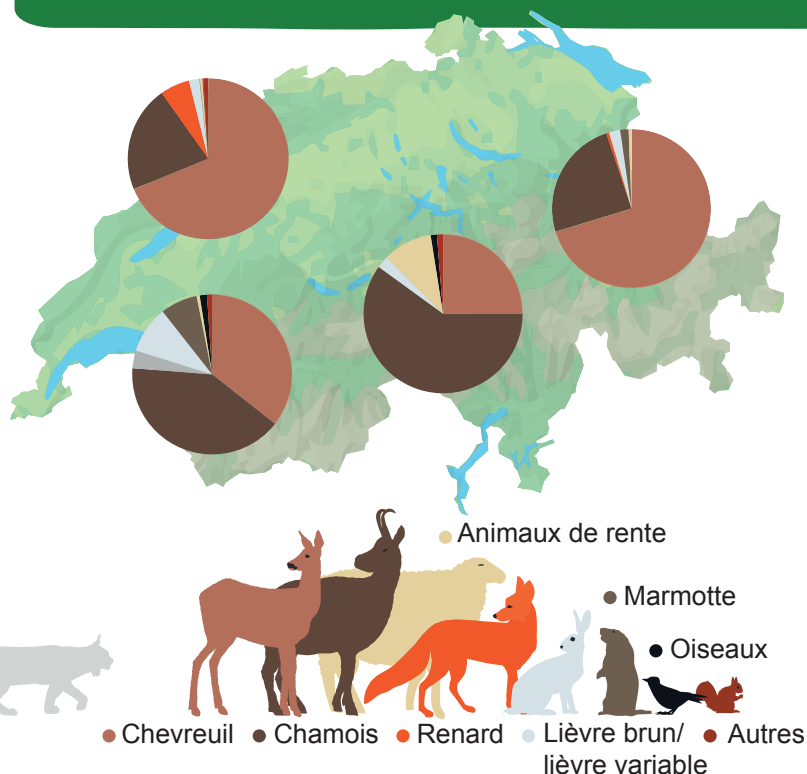 Animaux de rente
Marmotte
Oiseaux
Chevreuil
Chamois
Renard
Lièvre brun/
lièvre variable
Autres